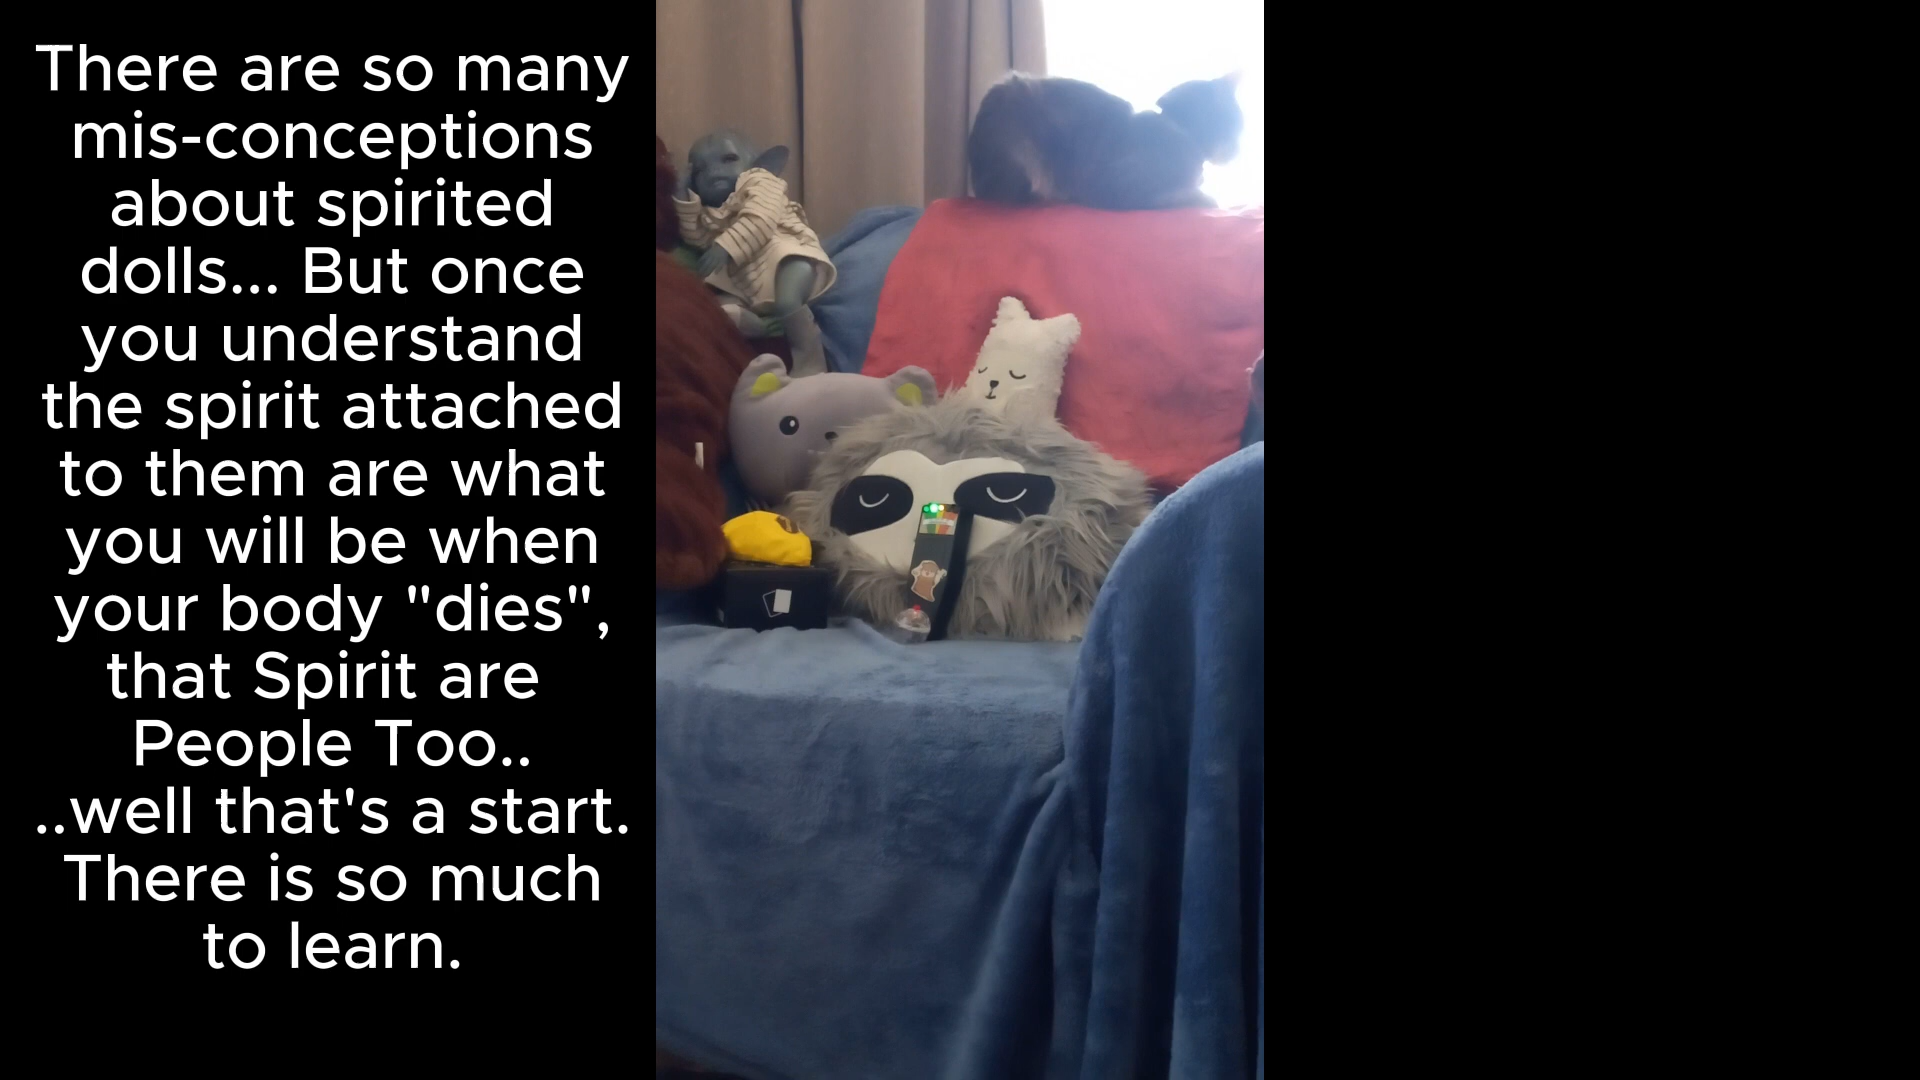 There are so many
mis-conceptions
about spirited
dolls... But once
you understand
the spirit attached
to them are what
you will be when
your body "dies",
that Spirit are
People Too..
..well that's a start.
There is so much
to learn.